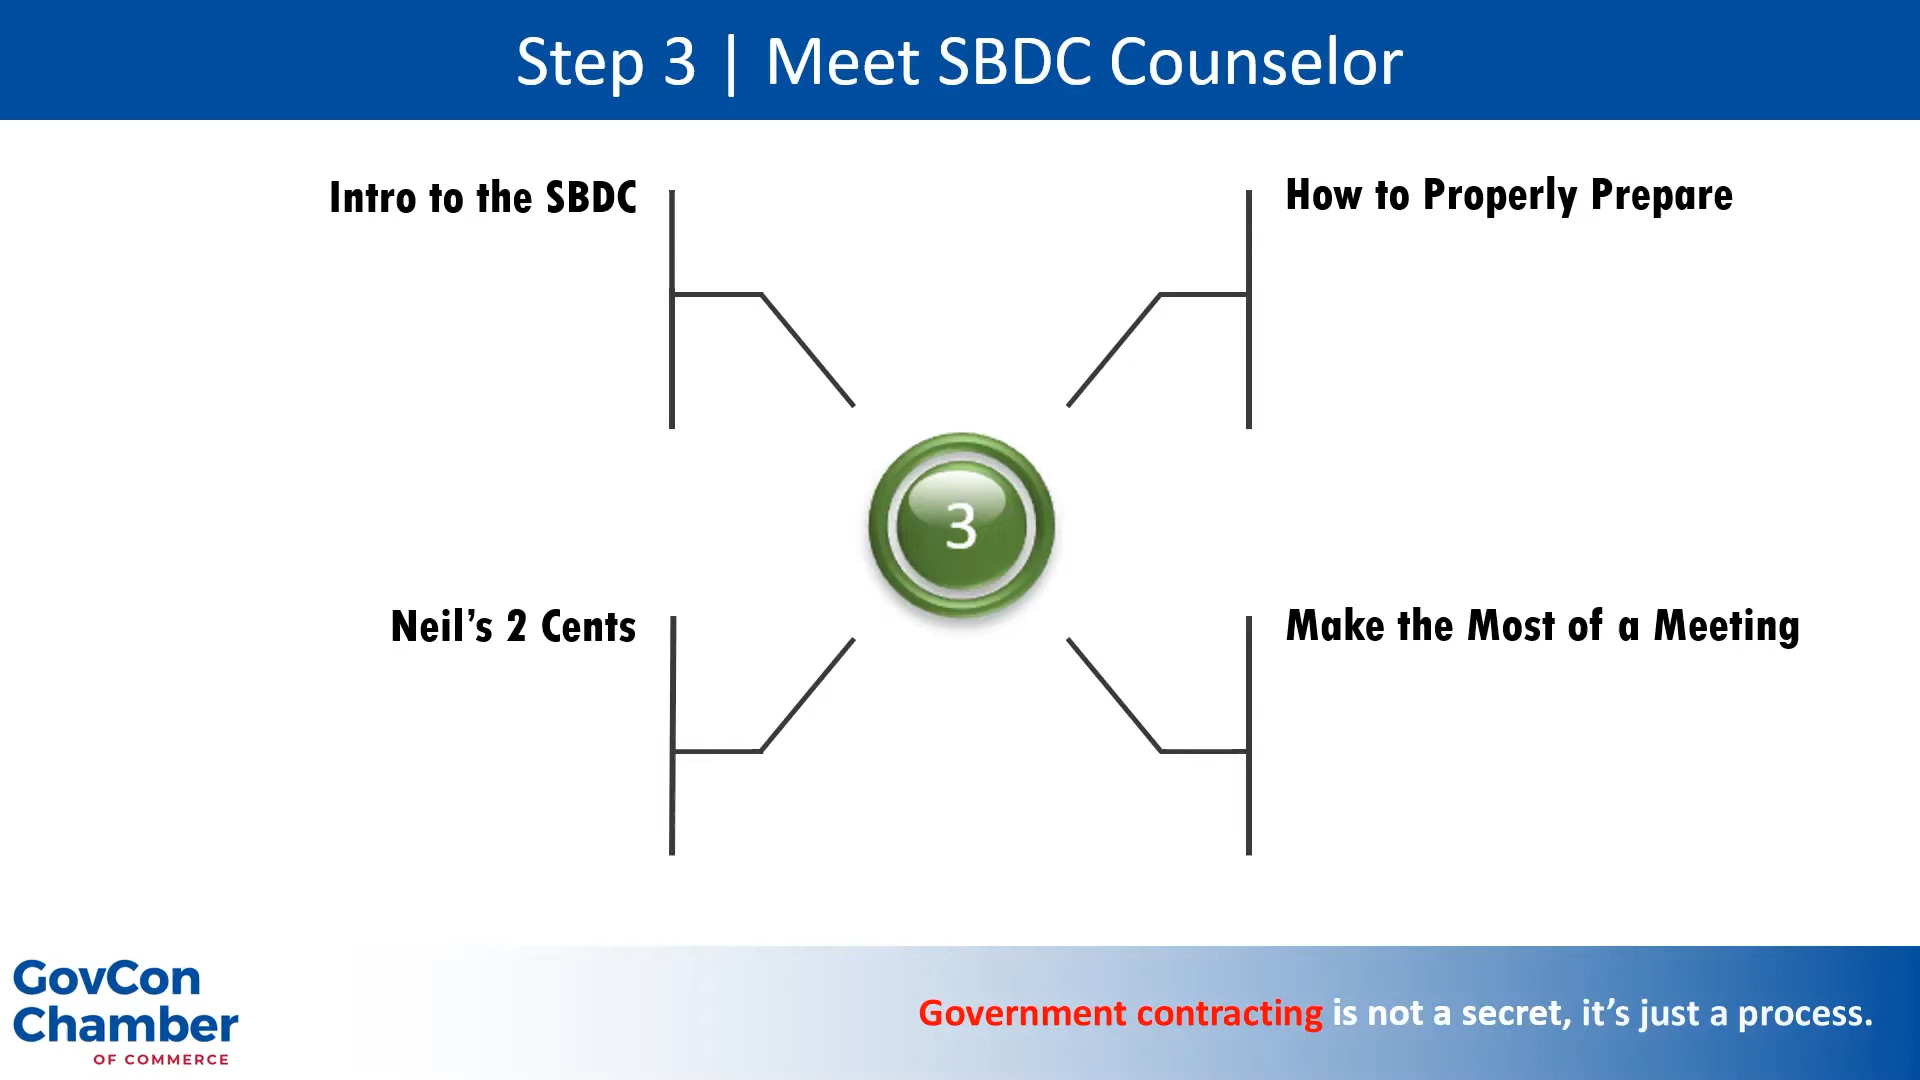 Step 3 | Meet SBDC Counselor
Intro to the SBDC
How to Properly Prepare
3
Neil’s 2 Cents
Make the Most of a Meeting
GovCon
Chamber
OF COMMERCE
Government contracting is not a secret, it’s just a process.